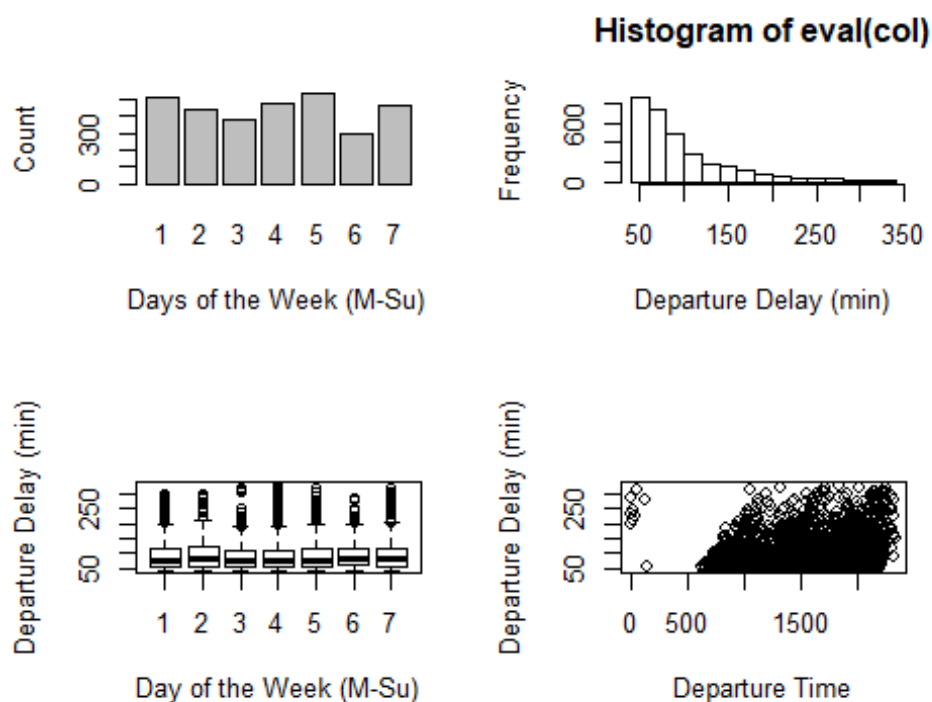 Histogram of eval(col)
Count
0 300
1 2 3 4 5 6 7
Days of the Week (M-Su)
Frequency
0 600
50 150 250 350
Departure Delay (min)
Departure Delay (min)
50 250
1 2 3 4 5 6 7
Day of the Week (M-Su)
Departure Delay (min)
50 250
0 500 1500
Departure Time